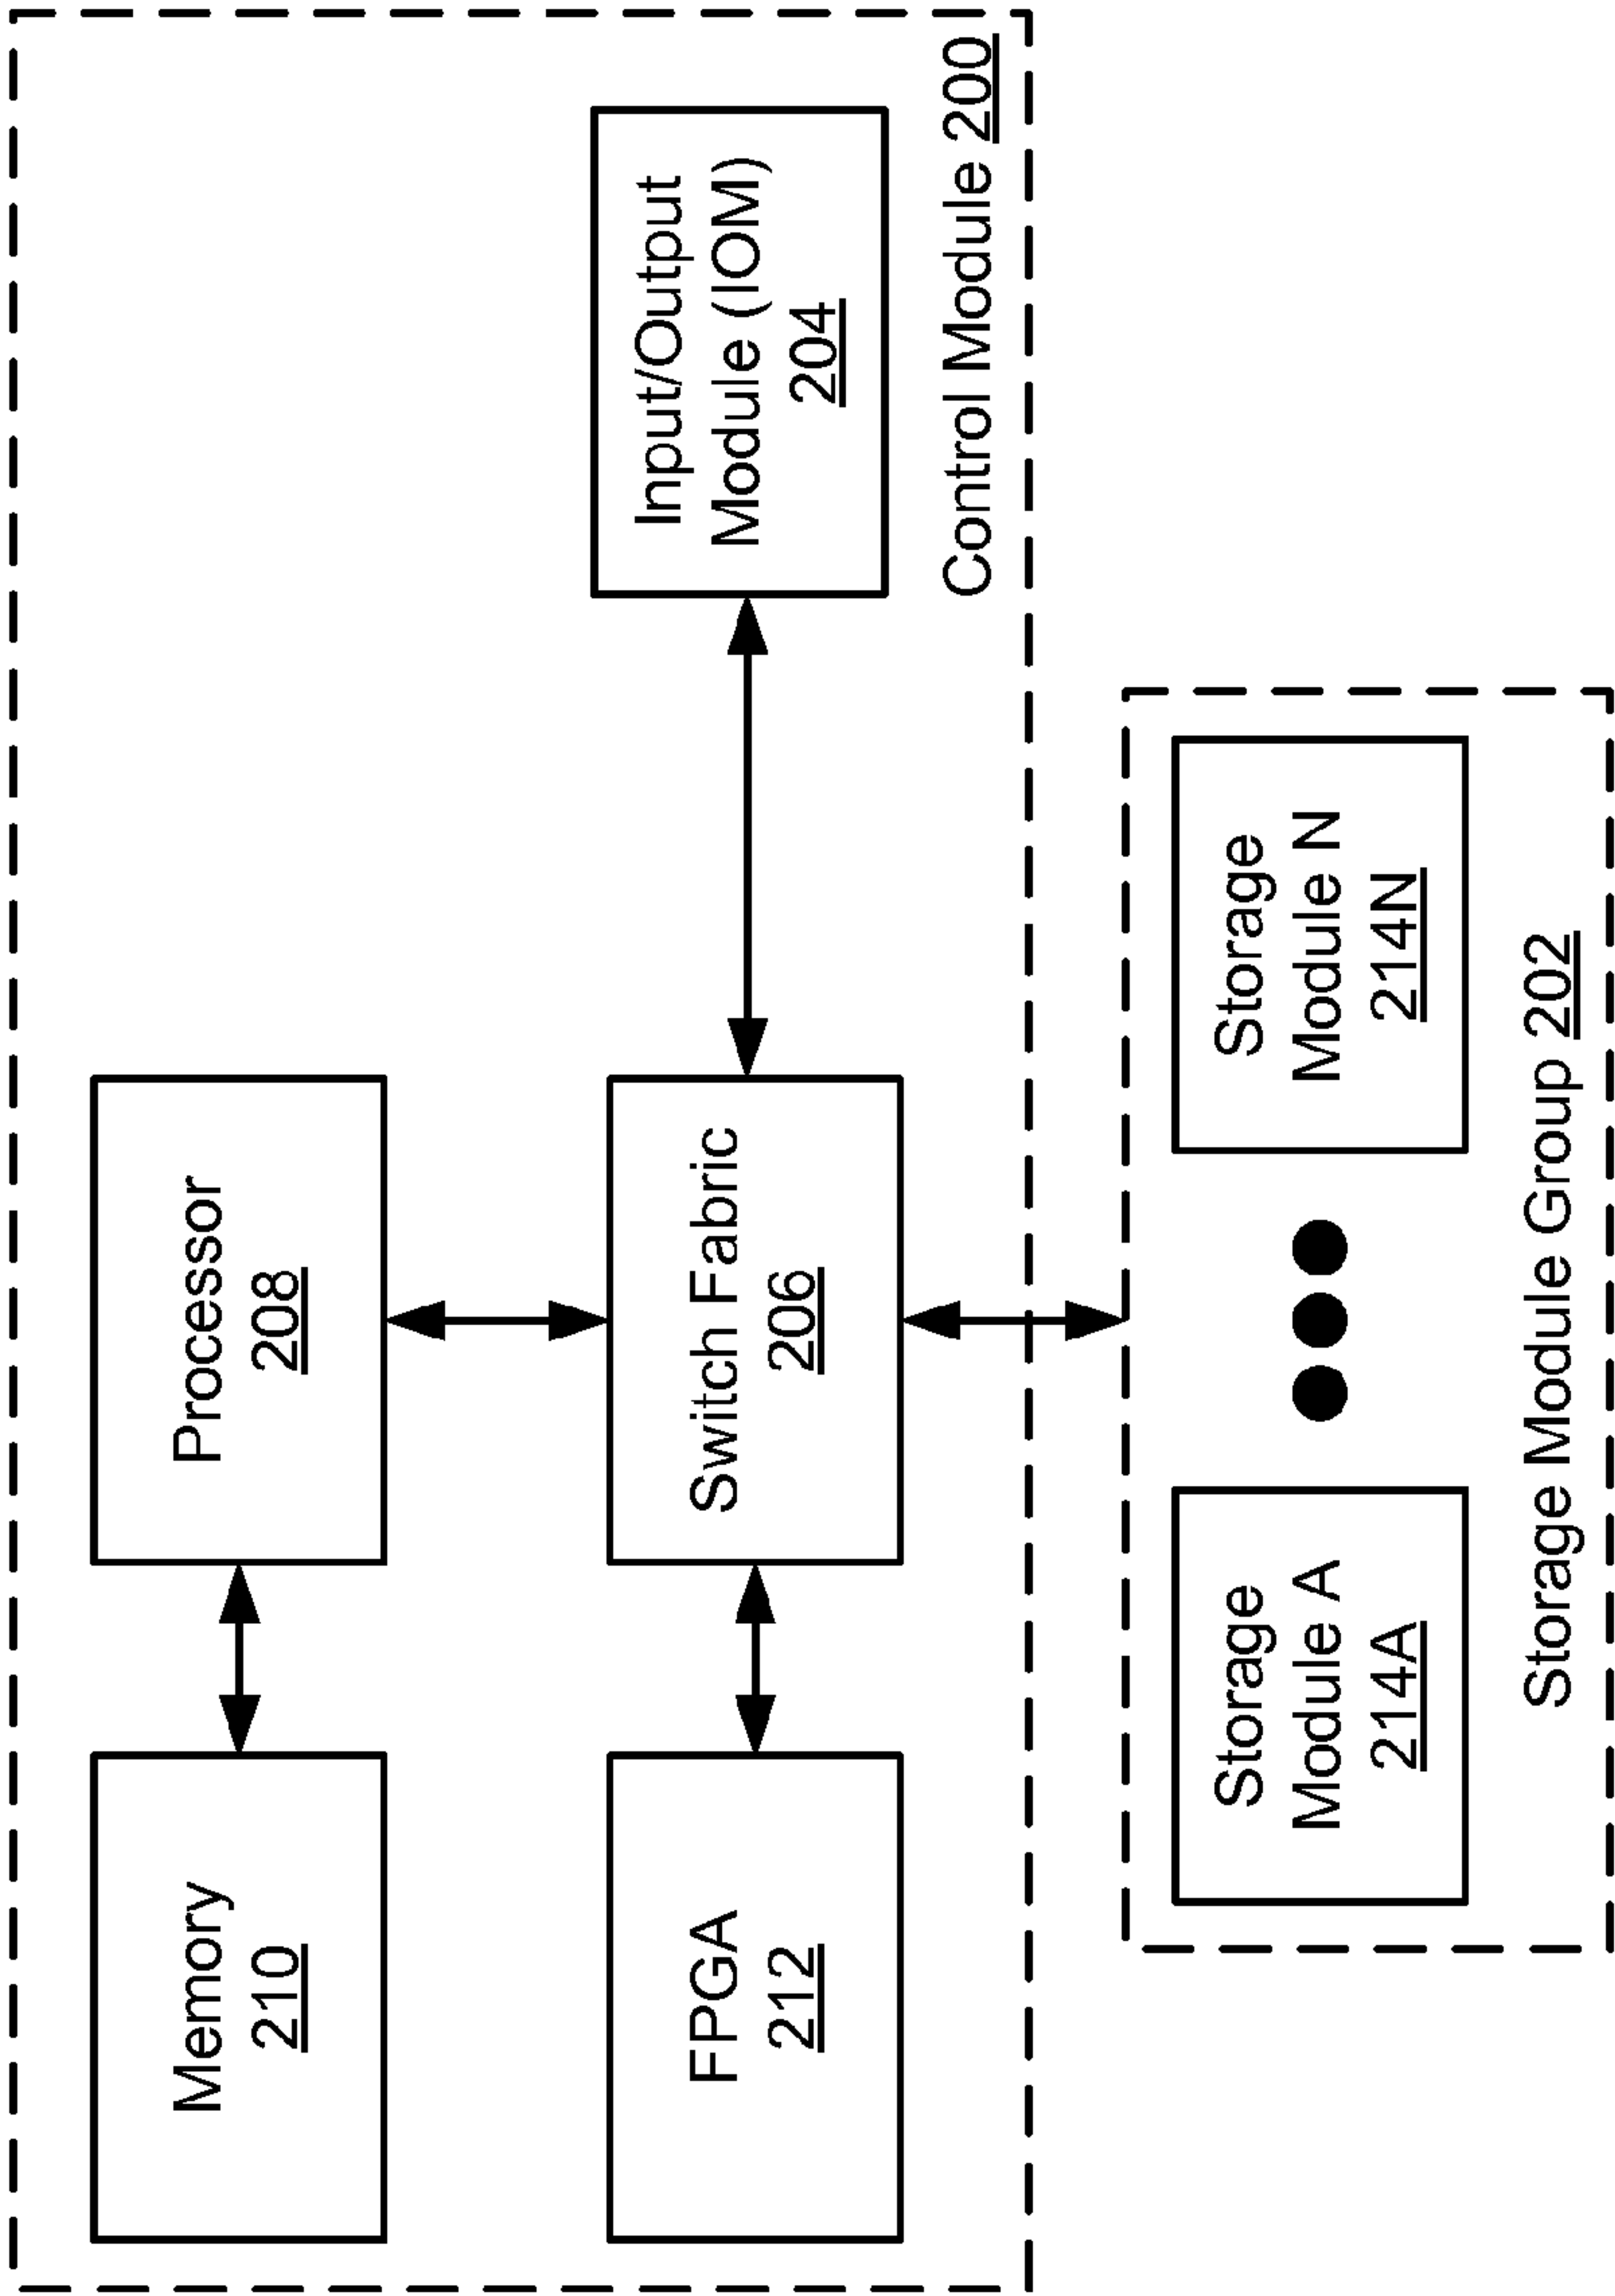 Memory
210
Processor
208
FPGA
212
Switch Fabric
206
Input/Output
Module (IOM)
204
Control Module 200
Storage
Module A
214A
Storage
Module N
214N
Storage Module Group 202